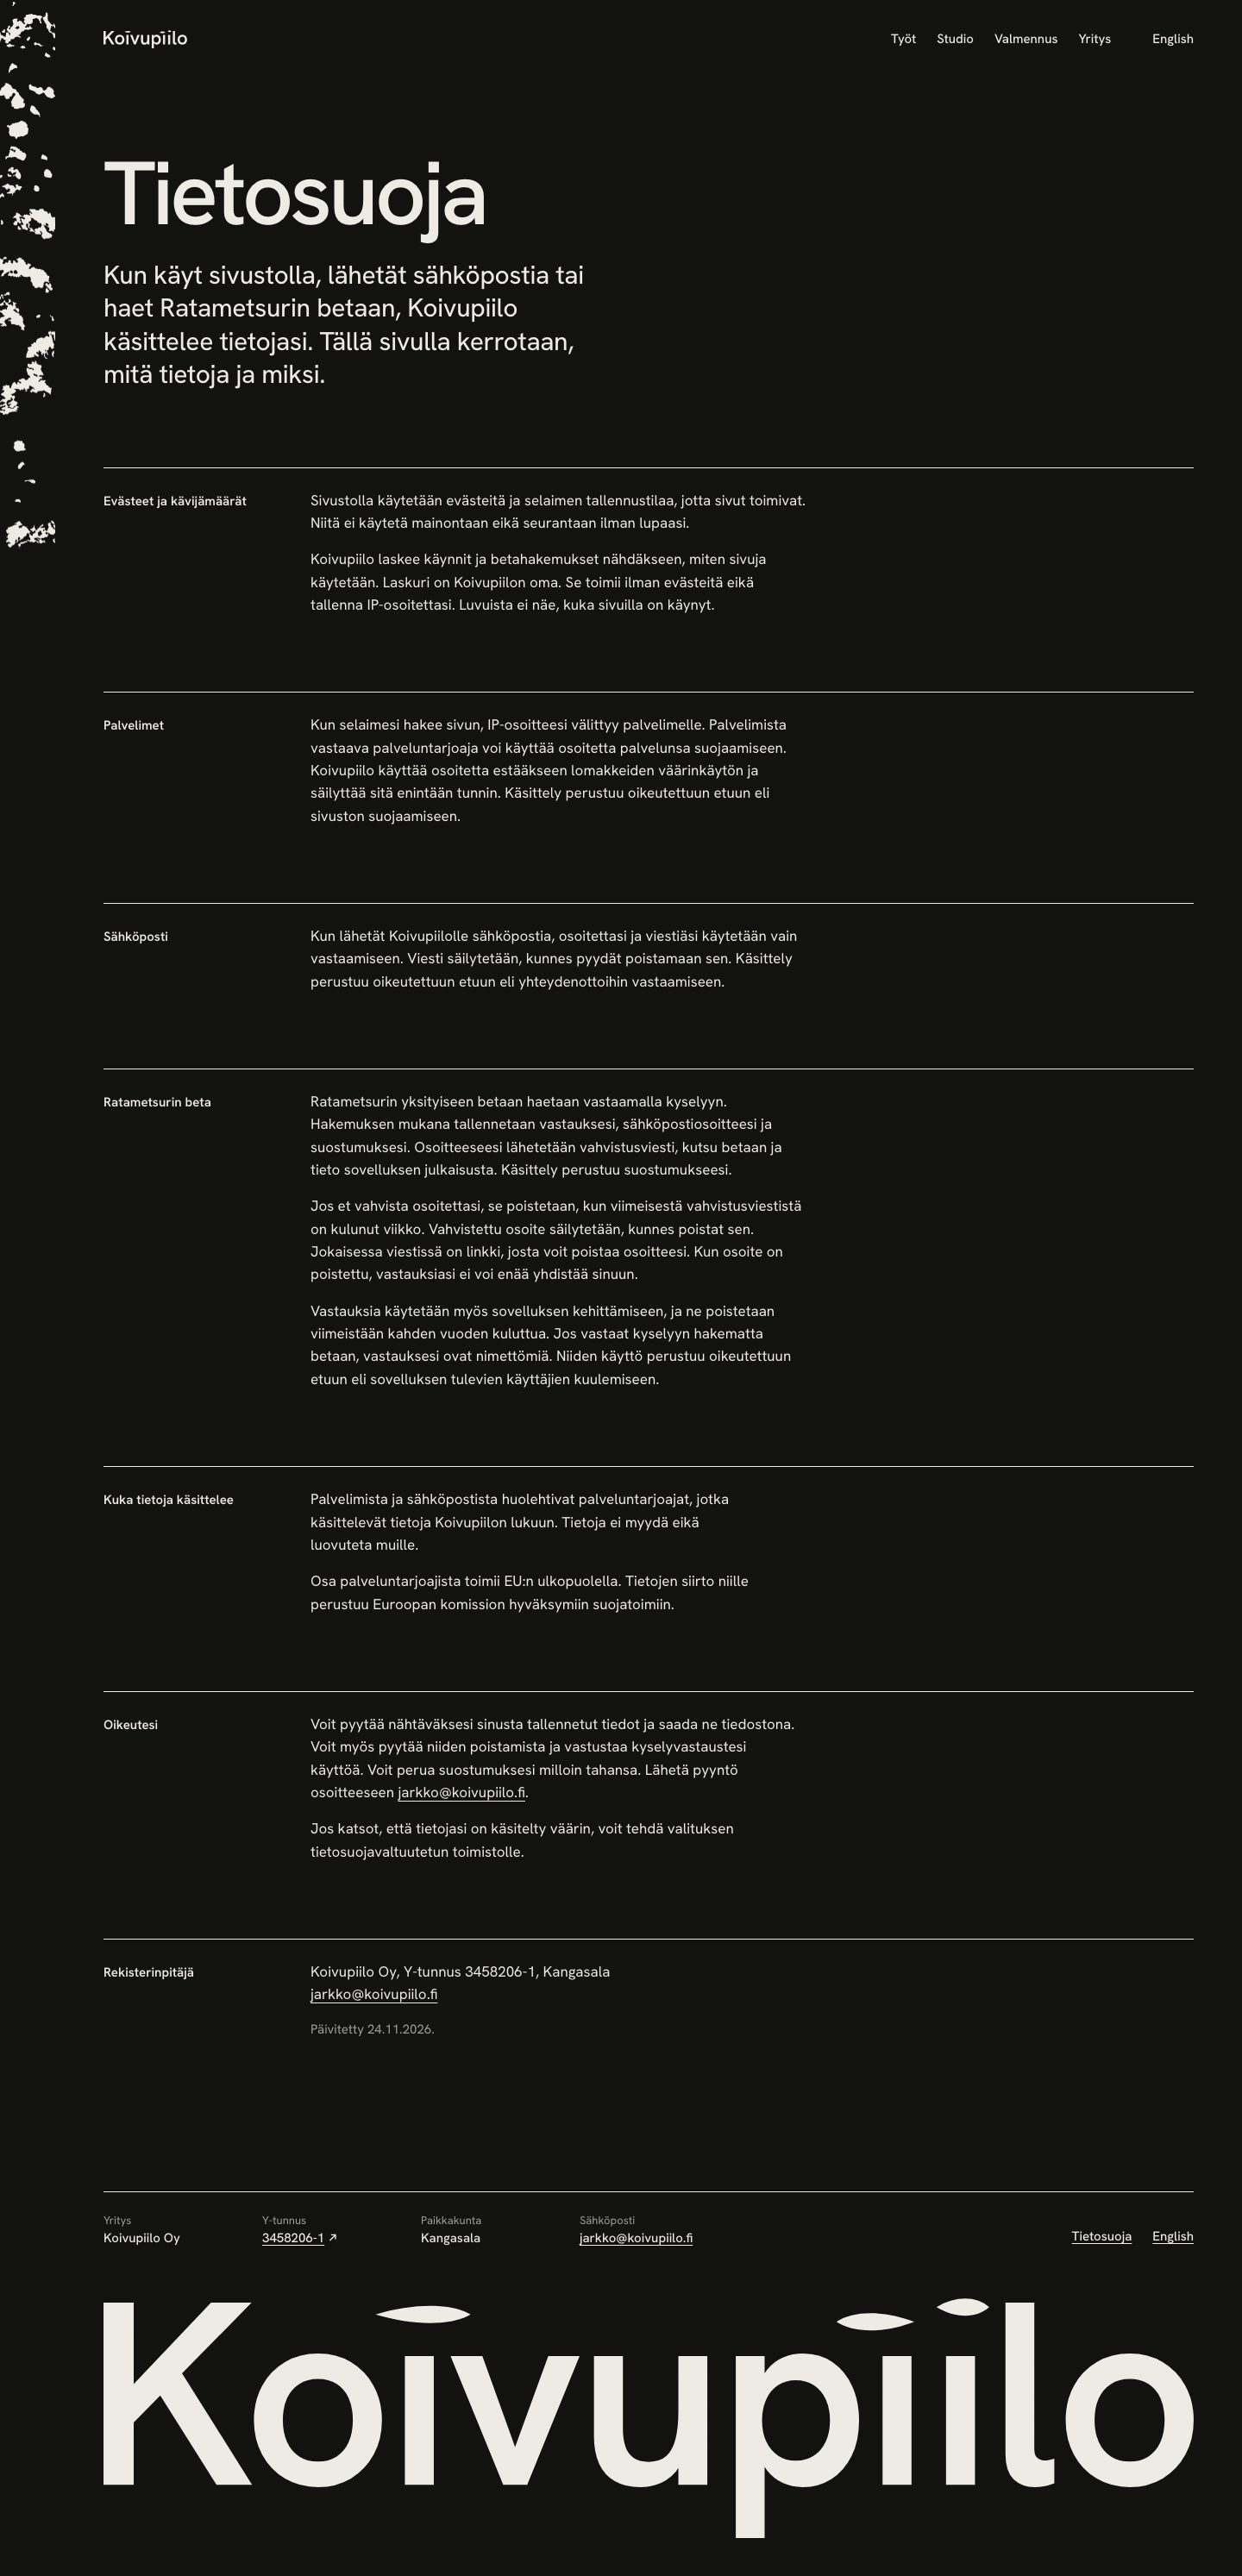 Koivupiilo
Työt Studio Valmennus Yritys English
Tietosuoja
Kun käyt sivustolla, lähetät sähköpostia tai
haet Ratametsurin betaan, Koivupiilo
käsittelee tietojasi. Tällä sivulla kerrotaan,
mitä tietoja ja miksi.
Evästeet ja kävijämäärät
Sivustolla käytetään evästeitä ja selaimen tallennustilaa, jotta sivut toimivat.
Niitä ei käytetä mainontaan eikä seurantaan ilman lupaasi.
Koivupiilo laskee käynnit ja betahakemukset nähdäkseen, miten sivuja
käytetään. Laskuri on Koivupiilon oma. Se toimii ilman evästeitä eikä
tallenna IP-osoitettasi. Luvuista ei näe, kuka sivuilla on käynyt.
Palvelimet
Kun selaimesi hakee sivun, IP-osoitteesi välittyy palvelimelle. Palvelimista
vastaava palveluntarjoaja voi käyttää osoitetta palvelunsa suojaamiseen.
Koivupiilo käyttää osoitetta estääkseen lomakkeiden väärinkäytön ja
säilyttää sitä enintään tunnin. Käsittely perustuu oikeutettuun etuun eli
sivuston suojaamiseen.
Sähköposti
Kun lähetät Koivupiilolle sähköpostia, osoitettasi ja viestiäsi käytetään vain
vastaamiseen. Viesti säilytetään, kunnes pyydät poistamaan sen. Käsittely
perustuu oikeutettuun etuun eli yhteydenottoihin vastaamiseen.
Ratametsurin beta
Ratametsurin yksityiseen betaan haetaan vastaamalla kyselyyn.
Hakemuksen mukana tallennetaan vastauksesi, sähköpostiosoitteesi ja
suostumuksesi. Osoitteeseesi lähetetään vahvistusviesti, kutsu betaan ja
tieto sovelluksen julkaisusta. Käsittely perustuu suostumukseesi.
Jos et vahvista osoitettasi, se poistetaan, kun viimeisestä vahvistusviestistä
on kulunut viikko. Vahvistettu osoite säilytetään, kunnes poistat sen.
Jokaisessa viestissä on linkki, josta voit poistaa osoitteesi. Kun osoite on
poistettu, vastauksiasi ei voi enää yhdistää sinuun.
Vastauksia käytetään myös sovelluksen kehittämiseen, ja ne poistetaan
viimeistään kahden vuoden kuluttua. Jos vastaat kyselyyn hakematta
betaan, vastauksesi ovat nimettömiä. Niiden käyttö perustuu oikeutettuun
etuun eli sovelluksen tulevien käyttäjien kuulemiseen.
Kuka tietoja käsittelee
Palvelimista ja sähköpostista huolehtivat palveluntarjoajat, jotka
käsittelevät tietoja Koivupiilon lukuun. Tietoja ei myydä eikä
luovuteta muille.
Osa palveluntarjoajista toimii EU:n ulkopuolella. Tietojen siirto niille
perustuu Euroopan komission hyväksymiin suojatoimiin.
Oikeutesi
Voit pyytää nähtäväksesi sinusta tallennetut tiedot ja saada ne tiedostona.
Voit myös pyytää niiden poistamista ja vastustaa kyselyvastaustesi
käyttöä. Voit perua suostumuksesi milloin tahansa. Lähetä pyyntö
osoitteeseen jarkko@koivupiilo.fi.
Jos katsot, että tietojasi on käsitelty väärin, voit tehdä valituksen
tietosuojavaltuutetun toimistolle.
Rekisterinpitäjä
Koivupiilo Oy, Y-tunnus 3458206-1, Kangasala
jarkko@koivupiilo.fi
Päivitetty 24.11.2026.
Yritys Y-tunnus Paikkakunta Sähköposti
Koivupiilo Oy 3458206-1 ↗ Kangasala jarkko@koivupiilo.fi Tietosuoja English
Koivupiilo